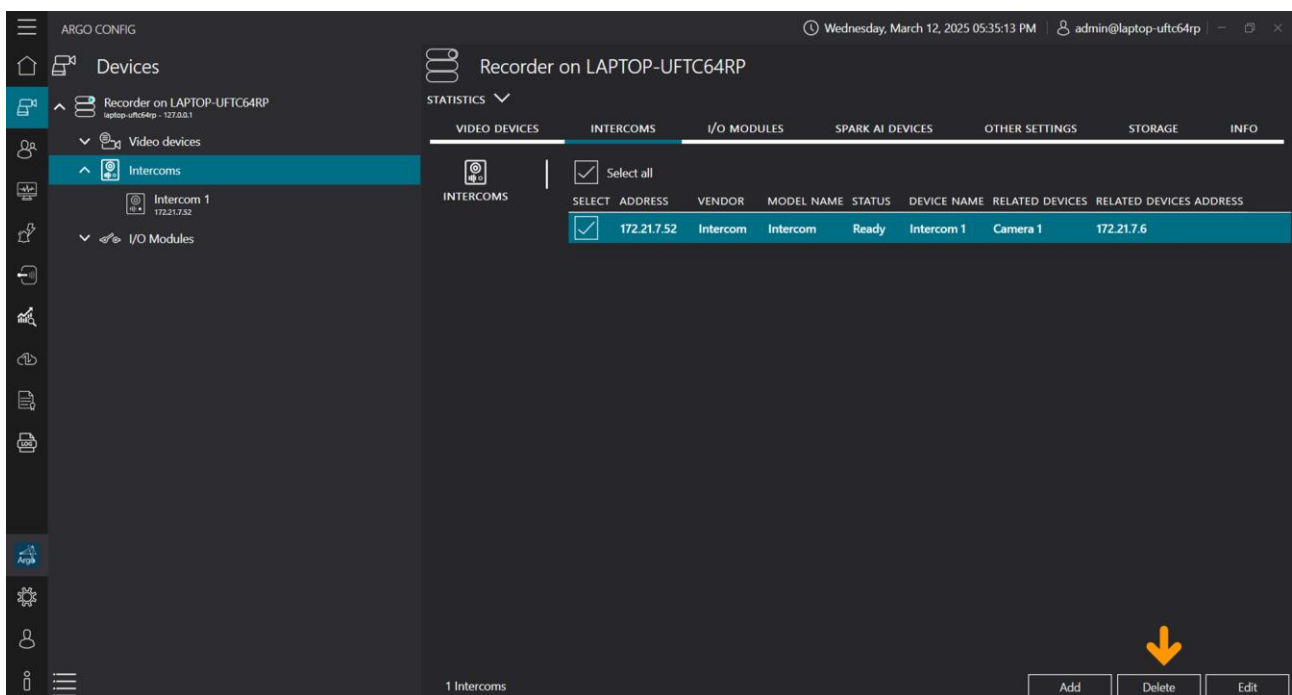 ARGO CONFIG
Wednesday, March 12, 2025 05:35:13 PM
admin@laptop-uftc64rp
Devices
Recorder on LAPTOP-UFTC64RP
laptop-uftc64rp - 127.0.0.1
Video devices
Intercoms
Intercom 1
172.21.7.52
I/O Modules
Recorder on LAPTOP-UFTC64RP
STATISTICS
VIDEO DEVICES INTERCOMS I/O MODULES SPARK AI DEVICES OTHER SETTINGS STORAGE INFO
INTERCOMS
Select all
SELECT ADDRESS VENDOR MODEL NAME STATUS DEVICE NAME RELATED DEVICES RELATED DEVICES ADDRESS
172.21.7.52 Intercom Intercom Ready Intercom 1 Camera 1 172.21.7.6
LOG
Argo
1 Intercoms
Add Delete Edit